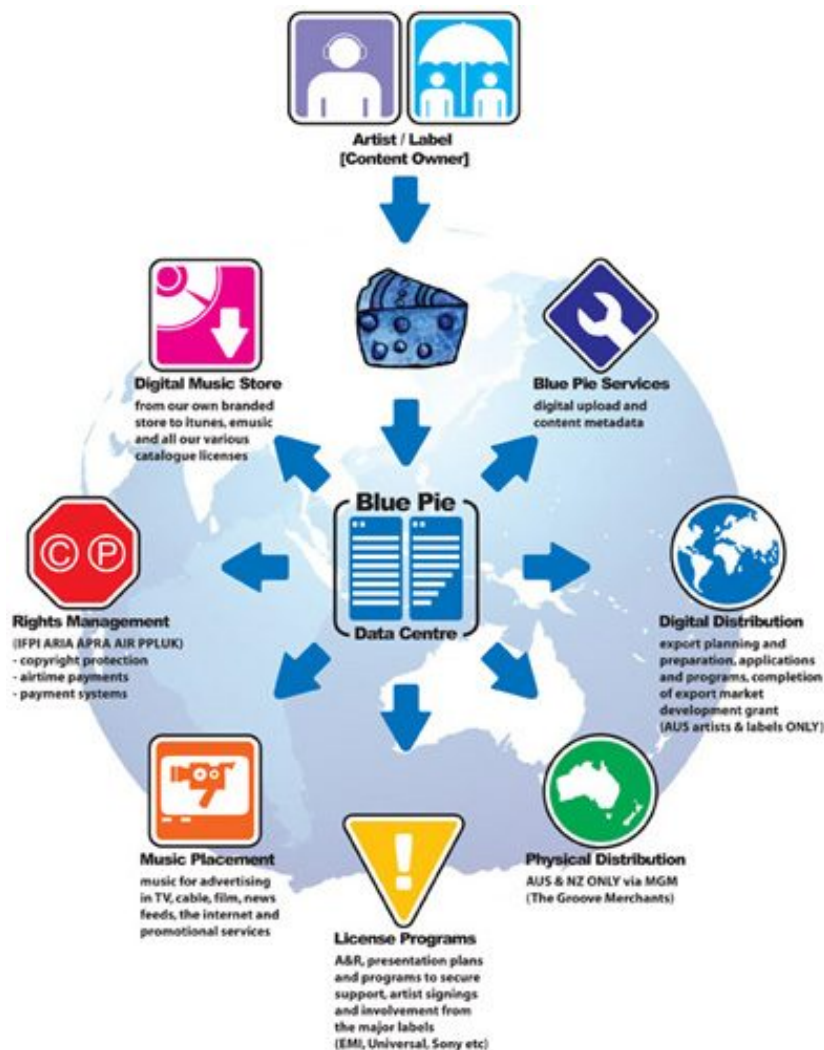 Artist / Label
[Content Owner]
Digital Music Store
from our own branded
store to itunes, emusic
and all our various
catalogue licenses
Blue Pie Services
digital upload and
content metadata
Blue Pie
Data Centre
C P
Rights Management
(IFPI ARIA APRA AIR PPLUK)
- copyright protection
- airtime payments
- payment systems
Digital Distribution
export planning and
preparation, applications
and programs, completion
of export market
development grant
(AUS artists & labels ONLY)
Music Placement
music for advertising
in TV, cable, film, news
feeds, the internet and
promotional services
!
License Programs
A&R, presentation plans
and programs to secure
support, artist signings
and involvement from
the major labels
(EMI, Universal, Sony etc)
Physical Distribution
AUS & NZ ONLY via MGM
(The Groove Merchants)